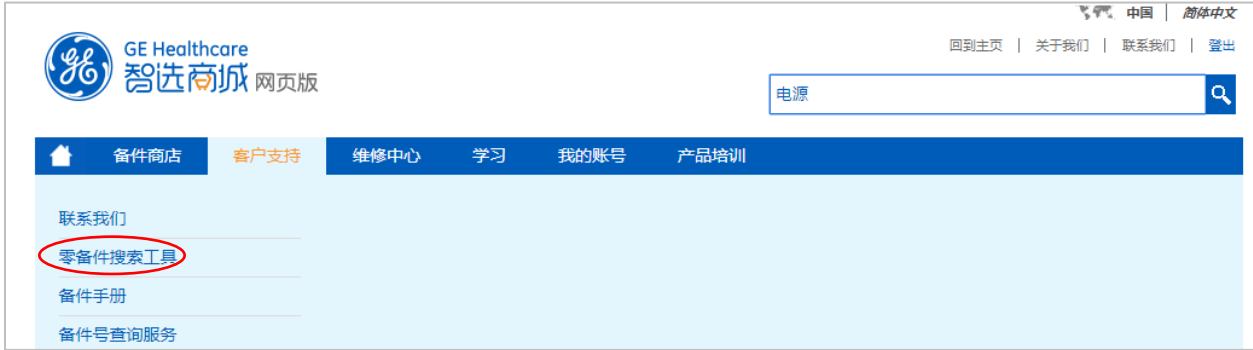 中国 | 简体中文
回到主页 | 关于我们 | 联系我们 | 登出
GE Healthcare
智选商城 网页版
电源
备件商店 客户支持 维修中心 学习 我的账号 产品培训
联系我们
零备件搜索工具
备件手册
备件号查询服务